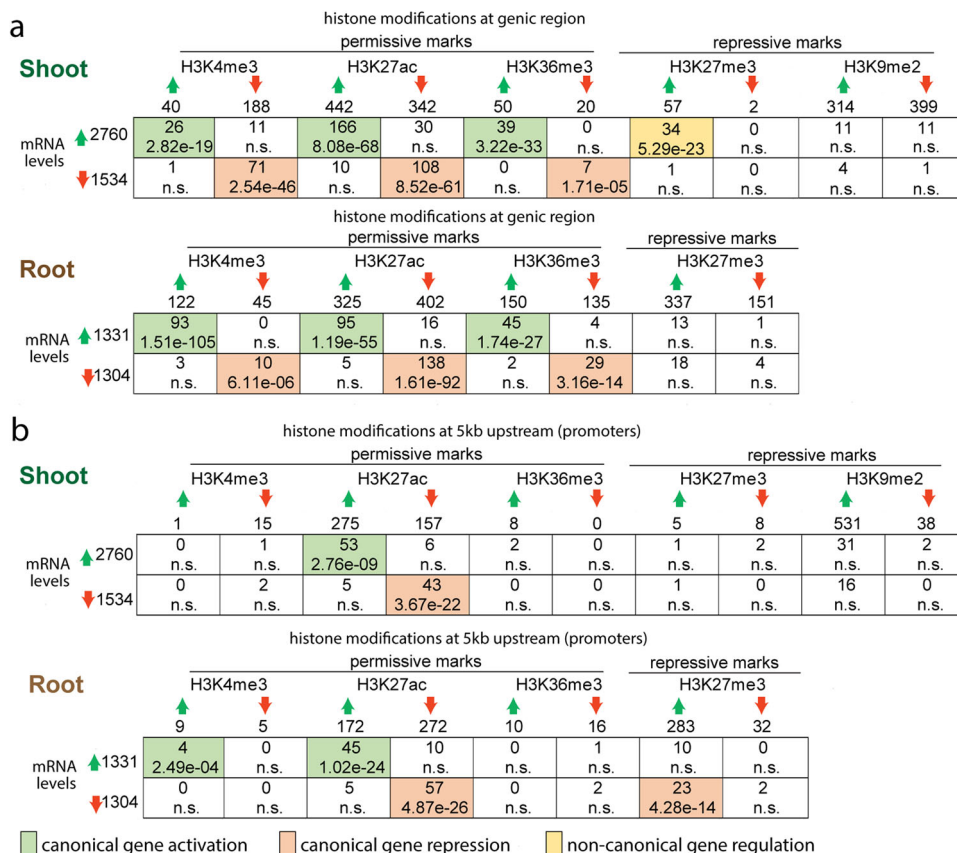 a
histone modifications at genic region
permissive marks repressive marks
Shoot
H3K4me3 H3K27ac H3K36me3 H3K27me3 H3K9me2
40 188 442 342 50 20 57 2 314 399
mRNA levels
2760
26 11 166 30 39 0 34 0 11 11
2.82e-19 n.s. 8.08e-68 n.s. 3.22e-33 n.s. 5.29e-23 n.s. n.s. n.s.
1534
1 71 10 108 0 7 1 0 4 1
n.s. 2.54e-46 n.s. 8.52e-61 n.s. 1.71e-05 n.s. n.s. n.s. n.s.
histone modifications at genic region
permissive marks repressive marks
Root
H3K4me3 H3K27ac H3K36me3 H3K27me3
122 45 325 402 150 135 337 151
mRNA levels
1331
93 0 95 16 45 4 13 1
1.51e-105 n.s. 1.19e-55 n.s. 1.74e-27 n.s. n.s. n.s.
1304
3 10 5 138 2 29 18 4
n.s. 6.11e-06 n.s. 1.61e-92 n.s. 3.16e-14 n.s. n.s.
b
histone modifications at 5kb upstream (promoters)
permissive marks repressive marks
Shoot
H3K4me3 H3K27ac H3K36me3 H3K27me3 H3K9me2
1 15 275 157 8 0 5 8 531 38
mRNA levels
2760
0 1 53 6 2 0 1 2 31 2
n.s. n.s. 2.76e-09 n.s. n.s. n.s. n.s. n.s. n.s. n.s.
1534
0 2 5 43 0 0 1 0 16 0
n.s. n.s. n.s. 3.67e-22 n.s. n.s. n.s. n.s. n.s. n.s.
histone modifications at 5kb upstream (promoters)
permissive marks repressive marks
Root
H3K4me3 H3K27ac H3K36me3 H3K27me3
9 5 172 272 10 16 283 32
mRNA levels
1331
4 0 45 10 0 1 10 0
2.49e-04 n.s. 1.02e-24 n.s. n.s. n.s. n.s. n.s.
1304
0 0 5 57 0 2 23 2
n.s. n.s. n.s. 4.87e-26 n.s. n.s. 4.28e-14 n.s.
canonical gene activation canonical gene repression non-canonical gene regulation